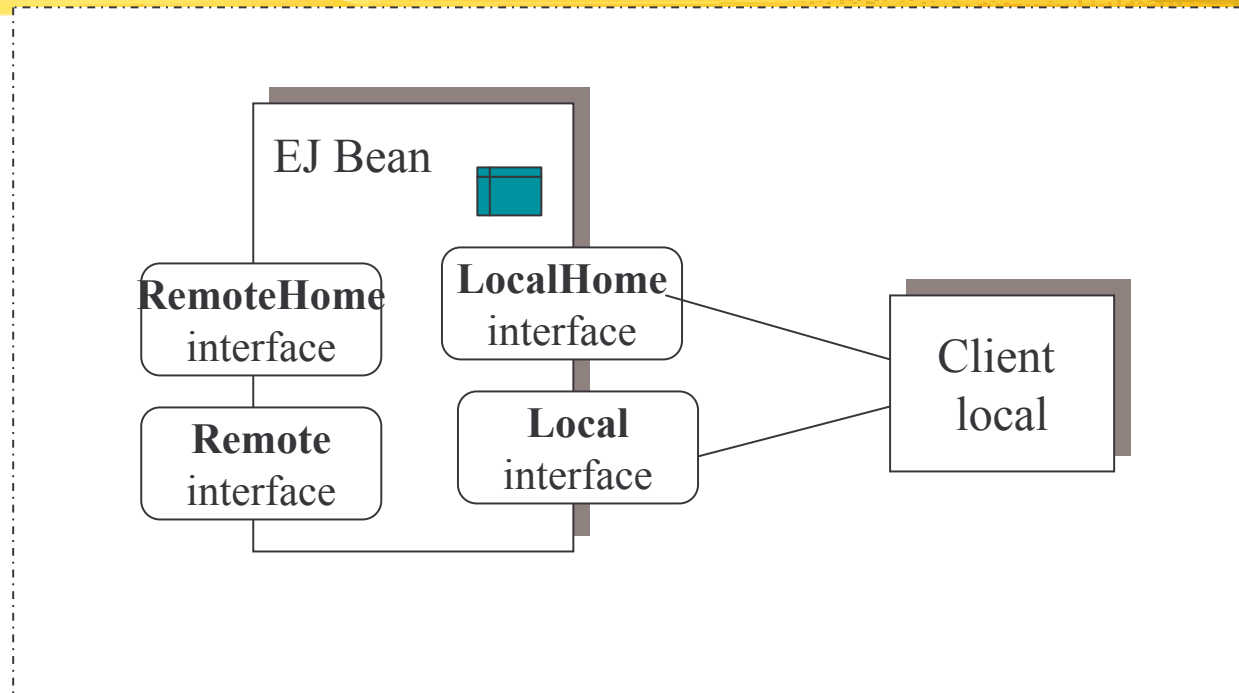 EJ Bean
RemoteHome
interface
Remote
interface
LocalHome
interface
Local
interface
Client
local